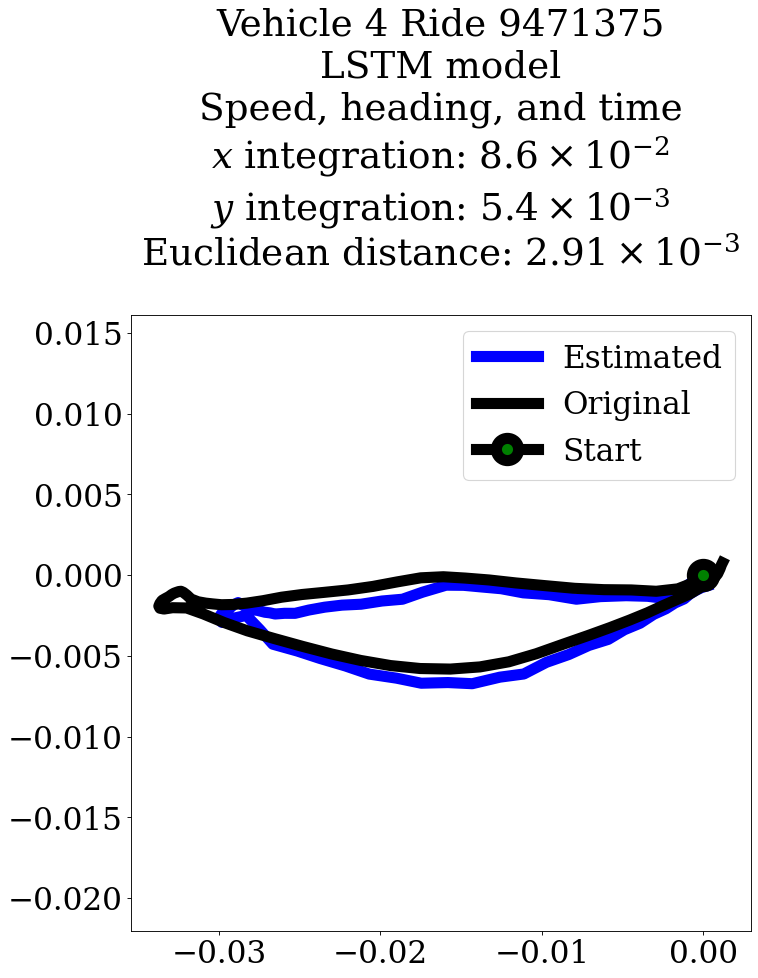 Vehicle 4 Ride 9471375
LSTM model
Speed, heading, and time
x integration: 8.6 × 10⁻²
y integration: 5.4 × 10⁻³
Euclidean distance: 2.91 × 10⁻³
0.015
0.010
0.005
0.000
−0.005
−0.010
−0.015
−0.020
Estimated
Original
Start
−0.03
−0.02
−0.01
0.00